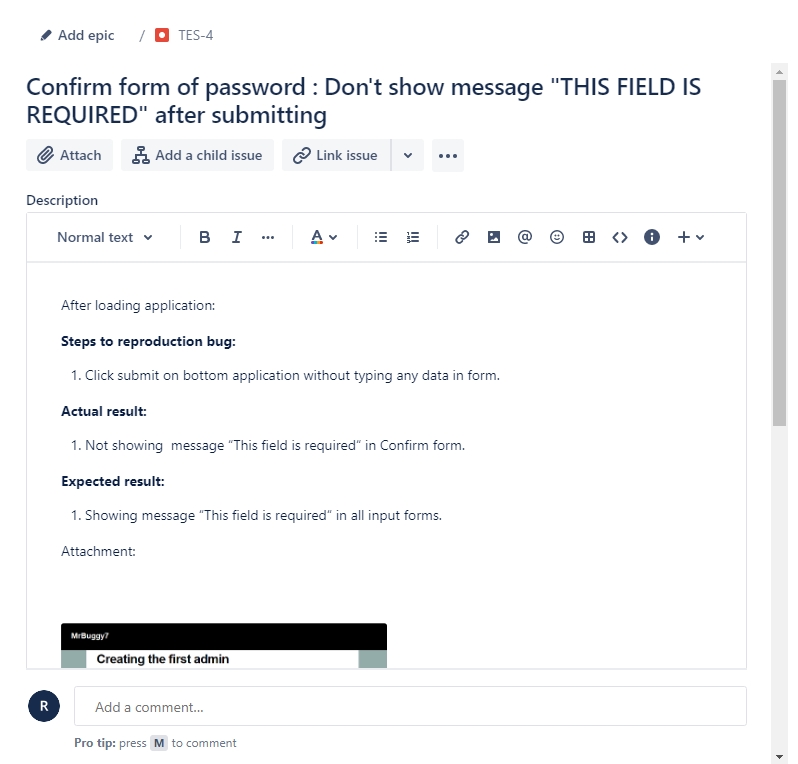 Add epic / TES-4
Confirm form of password : Don't show message "THIS FIELD IS
REQUIRED" after submitting
Attach Add a child issue Link issue
Description
Normal text B I A @
After loading application:
Steps to reproduction bug:
1. Click submit on bottom application without typing any data in form.
Actual result:
1. Not showing  message “This field is required“ in Confirm form.
Expected result:
1. Showing message “This field is required“ in all input forms.
Attachment:
MrBuggy7
Creating the first admin
R Add a comment...
Pro tip: press M to comment